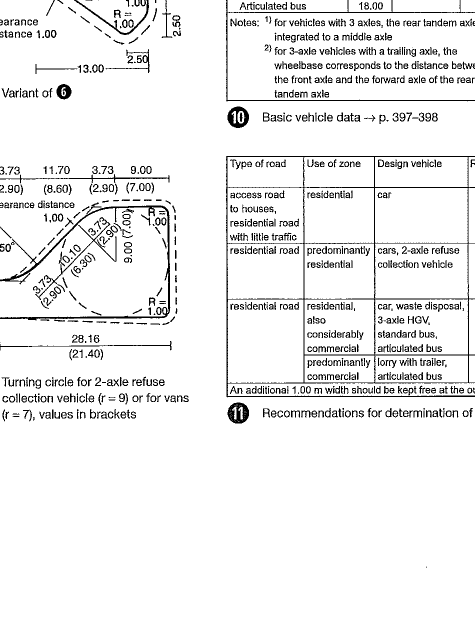 1.00)
R =
1.00
2.50
earance
stance 1.00
2.50
13.00
Variant of 6
3.73 11.70 3.73 9.00
2.90) (8.60) (2.90) (7.00)
earance distance
1,00
R =
1.00
3.73
(2.90)
9.00 (7.00)
50°
10.10
(6.30)
3.73
(2.90)
R =
1.00
28.16
(21.40)
Turning circle for 2-axle refuse
collection vehicle (r = 9) or for vans
(r = 7), values in brackets
Articulated bus 18.00
Notes: 1) for vehicles with 3 axles, the rear tandem axle
integrated to a middle axle
2) for 3-axle vehicles with a trailing axle, the
wheelbase corresponds to the distance betwe
the front axle and the forward axle of the rear
tandem axle
10 Basic vehicle data → p. 397–398
Type of road Use of zone Design vehicle R
access road residential car
to houses,
residential road
with little traffic
residential road predominantly cars, 2-axle refuse
residential collection vehicle
residential road residential, car, waste disposal,
also 3-axle HGV,
considerably standard bus,
commercial articulated bus
predominantly lorry with trailer,
commercial articulated bus
An additional 1.00 m width should be kept free at the ou
11 Recommendations for determination of